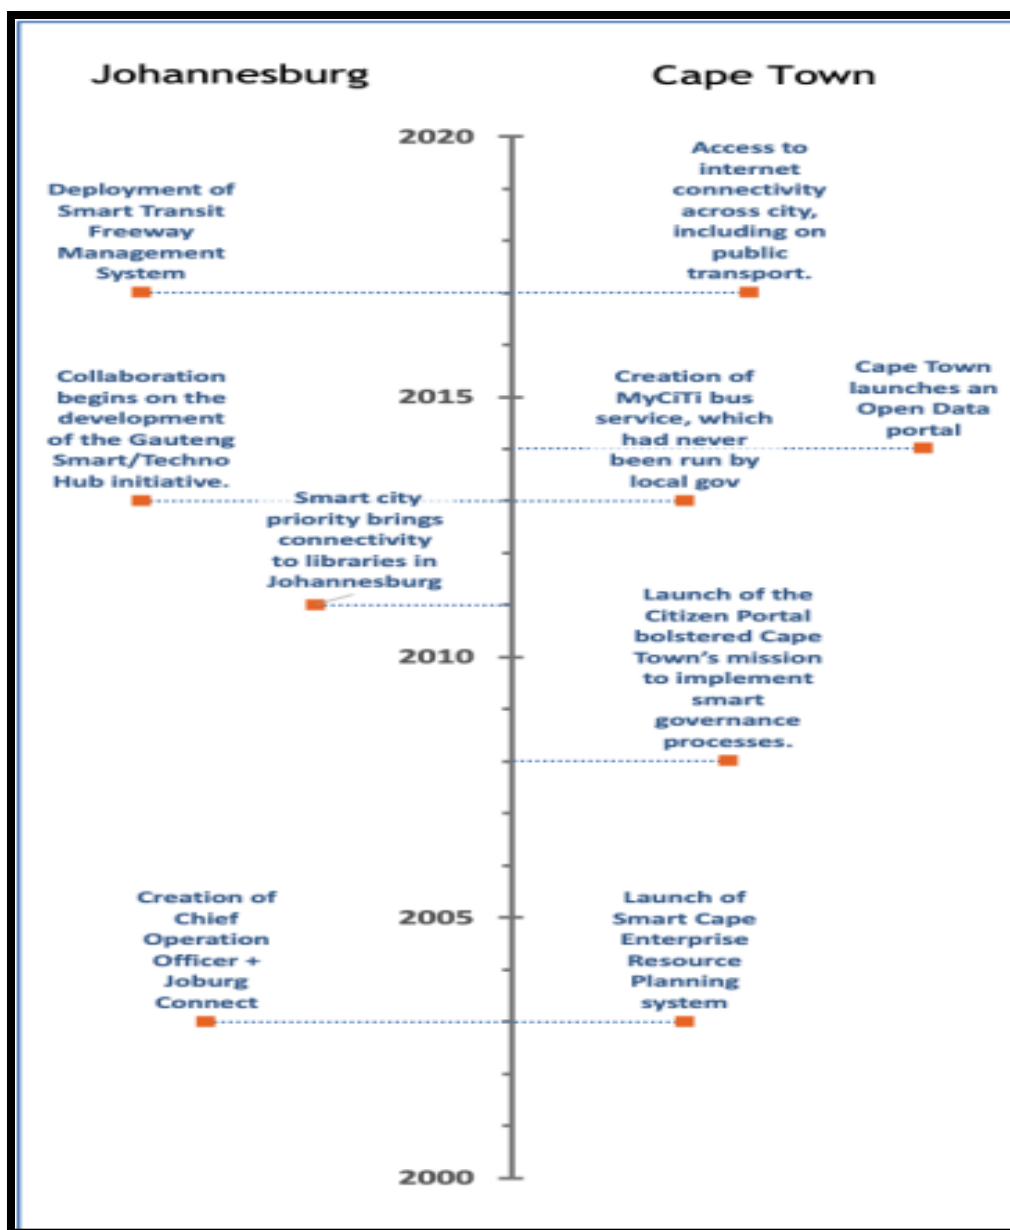 Johannesburg
Cape Town
2020
Access to
internet
connectivity
across city,
including on
public
transport.
Deployment of
Smart Transit
Freeway
Management
System
2015
Collaboration
begins on the
development
of the Gauteng
Smart/Techno
Hub initiative.
Creation of
MyCiTi bus
service, which
had never
been run by
local gov
Cape Town
launches an
Open Data
portal
Smart city
priority brings
connectivity
to libraries in
Johannesburg
2010
Launch of the
Citizen Portal
bolstered Cape
Town's mission
to implement
smart
governance
processes.
2005
Creation of
Chief
Operation
Officer +
Joburg
Connect
Launch of
Smart Cape
Enterprise
Resource
Planning
system
2000